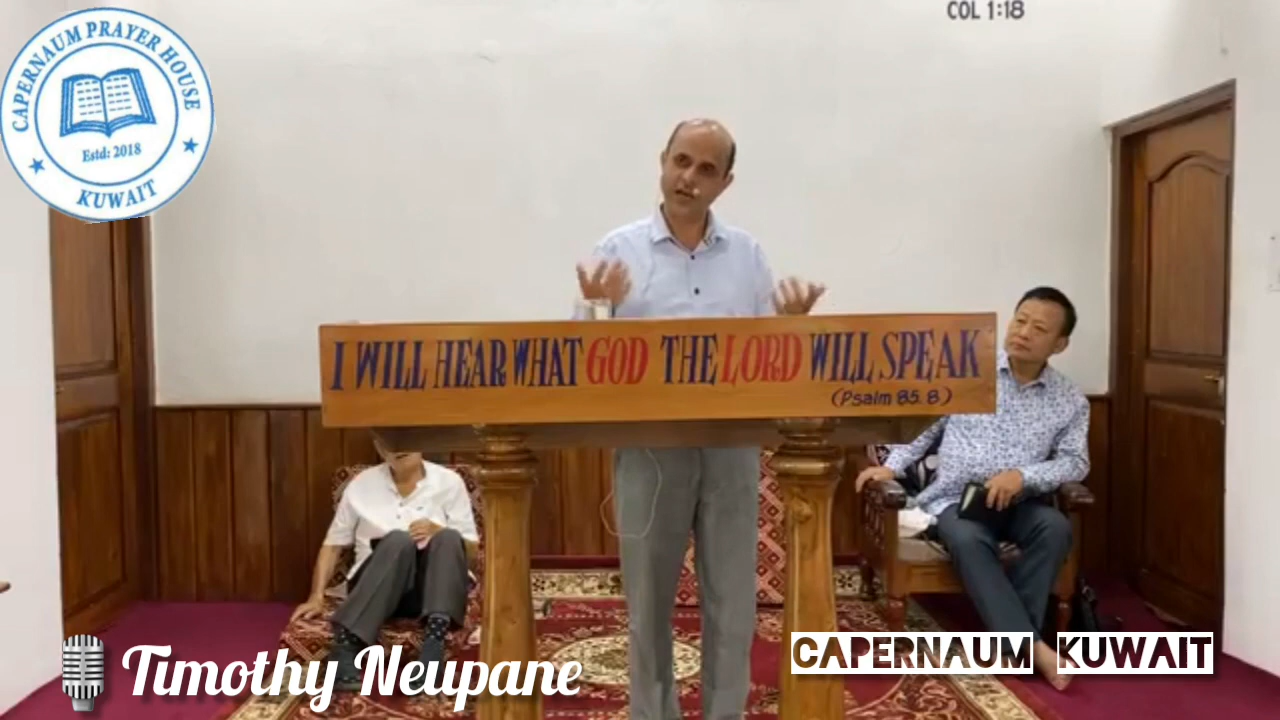 COL 1:18
CAPERNAUM PRAYER HOUSE
Estd: 2018
KUWAIT
I WILL HEAR WHAT GOD THE LORD WILL SPEAK
(Psalm 85. 8)
Timothy Neupane
CAPERNAUM KUWAIT